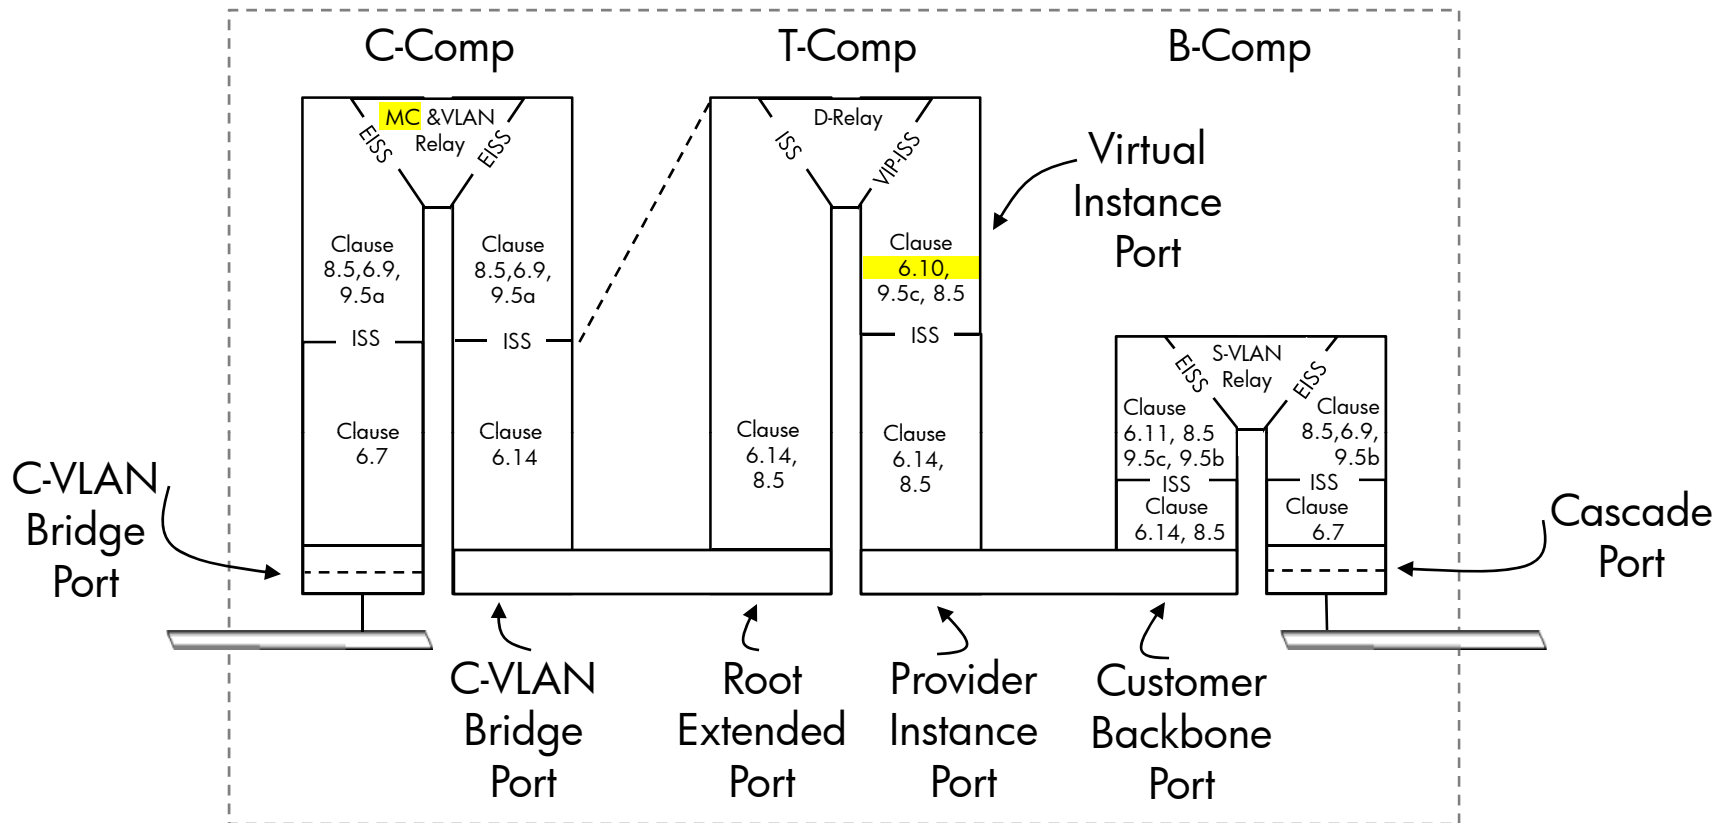 C-Comp
T-Comp
B-Comp
MC &VLAN
Relay
EISS
EISS
Clause
8.5,6.9,
9.5a
Clause
8.5,6.9,
9.5a
ISS
ISS
Clause
6.7
Clause
6.14
D-Relay
ISS
VIP-ISS
Clause
6.10,
9.5c, 8.5
ISS
Clause
6.14,
8.5
Clause
6.14,
8.5
Virtual
Instance
Port
S-VLAN
Relay
EISS
EISS
Clause
6.11, 8.5
9.5c, 9.5b
Clause
8.5,6.9,
9.5b
ISS
ISS
Clause
6.14, 8.5
Clause
6.7
C-VLAN
Bridge
Port
Cascade
Port
C-VLAN
Bridge
Port
Root
Extended
Port
Provider
Instance
Port
Customer
Backbone
Port